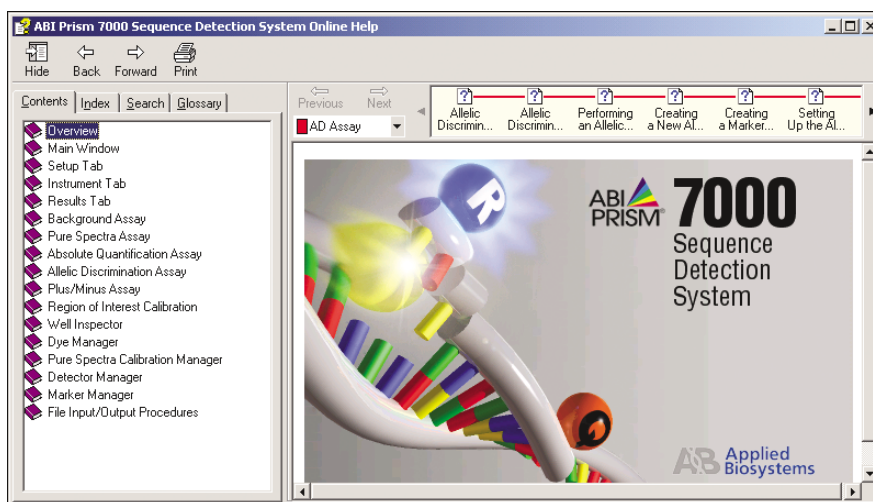 ABI Prism 7000 Sequence Detection System Online Help
Hide Back Forward Print
Contents Index Search Glossary
Overview
Main Window
Setup Tab
Instrument Tab
Results Tab
Background Assay
Pure Spectra Assay
Absolute Quantification Assay
Allelic Discrimination Assay
Plus/Minus Assay
Region of Interest Calibration
Well Inspector
Dye Manager
Pure Spectra Calibration Manager
Detector Manager
Marker Manager
File Input/Output Procedures
Previous Next
AD Assay
Allelic
Discrimin...
Allelic
Discrimin...
Performing
an Allelic...
Creating
a New Al...
Creating
a Marker...
Setting
Up the Al...
R
Q
ABI
PRISM®
7000
Sequence
Detection
System
AB Applied
Biosystems